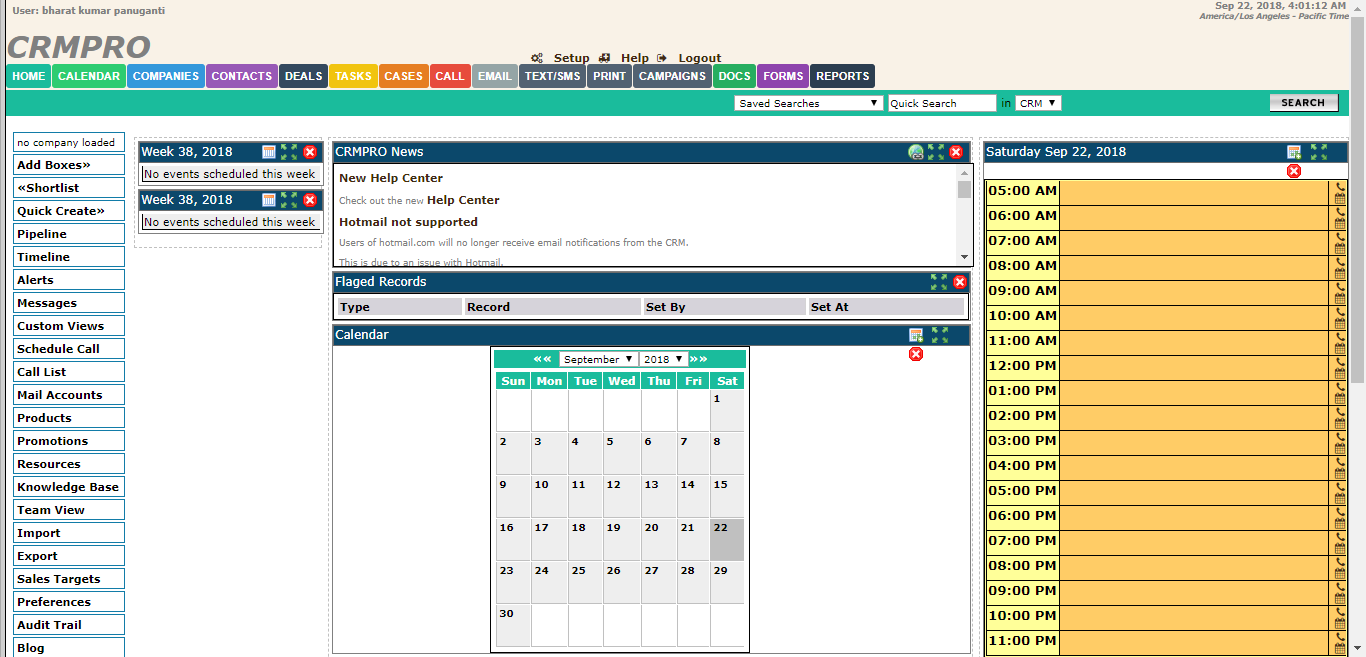 User: bharat kumar panuganti
Sep 22, 2018, 4:01:12 AM
America/Los Angeles - Pacific Time
CRMPRO
Setup Help Logout
HOME CALENDAR COMPANIES CONTACTS DEALS TASKS CASES CALL EMAIL TEXT/SMS PRINT CAMPAIGNS DOCS FORMS REPORTS
Saved Searches Quick Search in CRM SEARCH
no company loaded
Add Boxes»
«Shortlist
Quick Create»
Pipeline
Timeline
Alerts
Messages
Custom Views
Schedule Call
Call List
Mail Accounts
Products
Promotions
Resources
Knowledge Base
Team View
Import
Export
Sales Targets
Preferences
Audit Trail
Blog
Week 38, 2018
No events scheduled this week
Week 38, 2018
No events scheduled this week
CRMPRO News
New Help Center
Check out the new Help Center
Hotmail not supported
Users of hotmail.com will no longer receive email notifications from the CRM.
This is due to an issue with Hotmail.
Flaged Records
Type Record Set By Set At
Calendar
«« September 2018 »»
Sun Mon Tue Wed Thu Fri Sat
1
2 3 4 5 6 7 8
9 10 11 12 13 14 15
16 17 18 19 20 21 22
23 24 25 26 27 28 29
30
Saturday Sep 22, 2018
05:00 AM
06:00 AM
07:00 AM
08:00 AM
09:00 AM
10:00 AM
11:00 AM
12:00 PM
01:00 PM
02:00 PM
03:00 PM
04:00 PM
05:00 PM
06:00 PM
07:00 PM
08:00 PM
09:00 PM
10:00 PM
11:00 PM